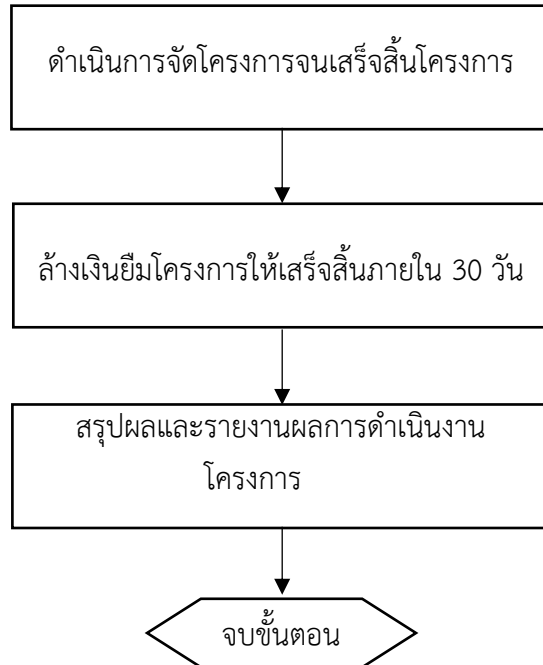 ดำเนินการจัดโครงการจนเสร็จสิ้นโครงการ
ล้างเงินยืมโครงการให้เสร็จสิ้นภายใน 30 วัน
สรุปผลและรายงานผลการดำเนินงาน
โครงการ
จบขั้นตอน